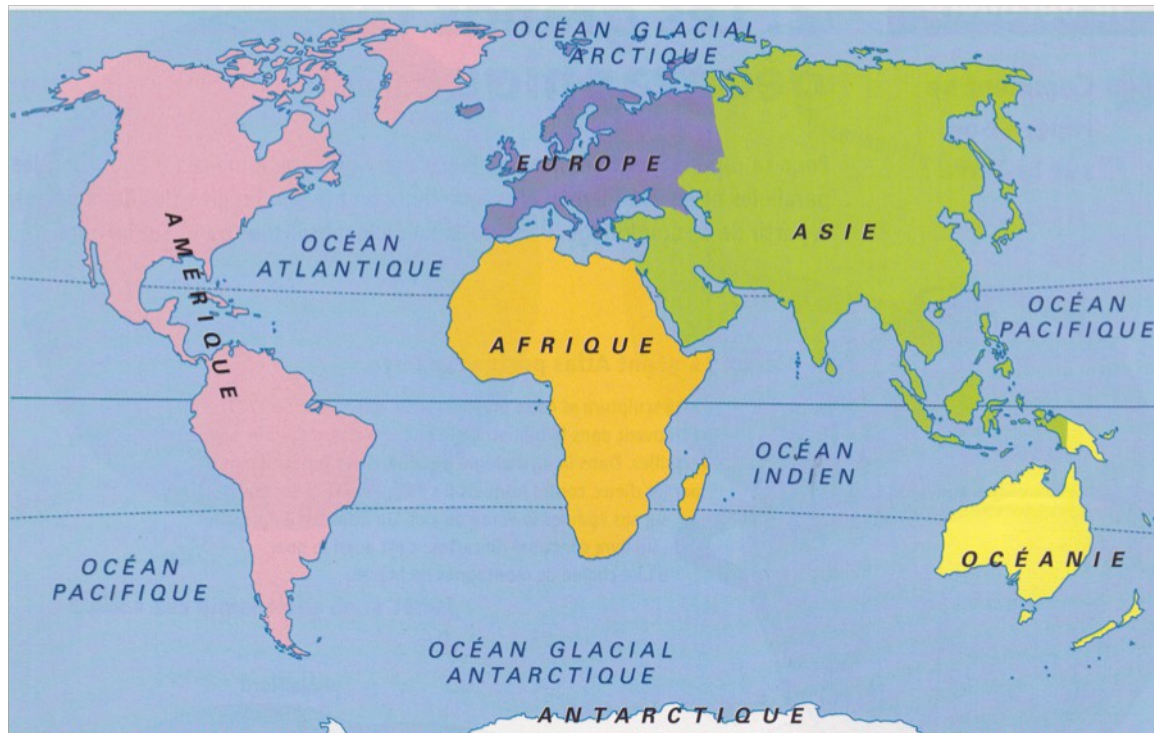 OCÉAN GLACIAL
ARCTIQUE
EUROPE
AMÉRIQUE
OCÉAN
ATLANTIQUE
ASIE
OCÉAN
PACIFIQUE
AFRIQUE
OCÉAN
INDIEN
OCÉANIE
OCÉAN
PACIFIQUE
OCÉAN GLACIAL
ANTARCTIQUE
ANTARCTIQUE